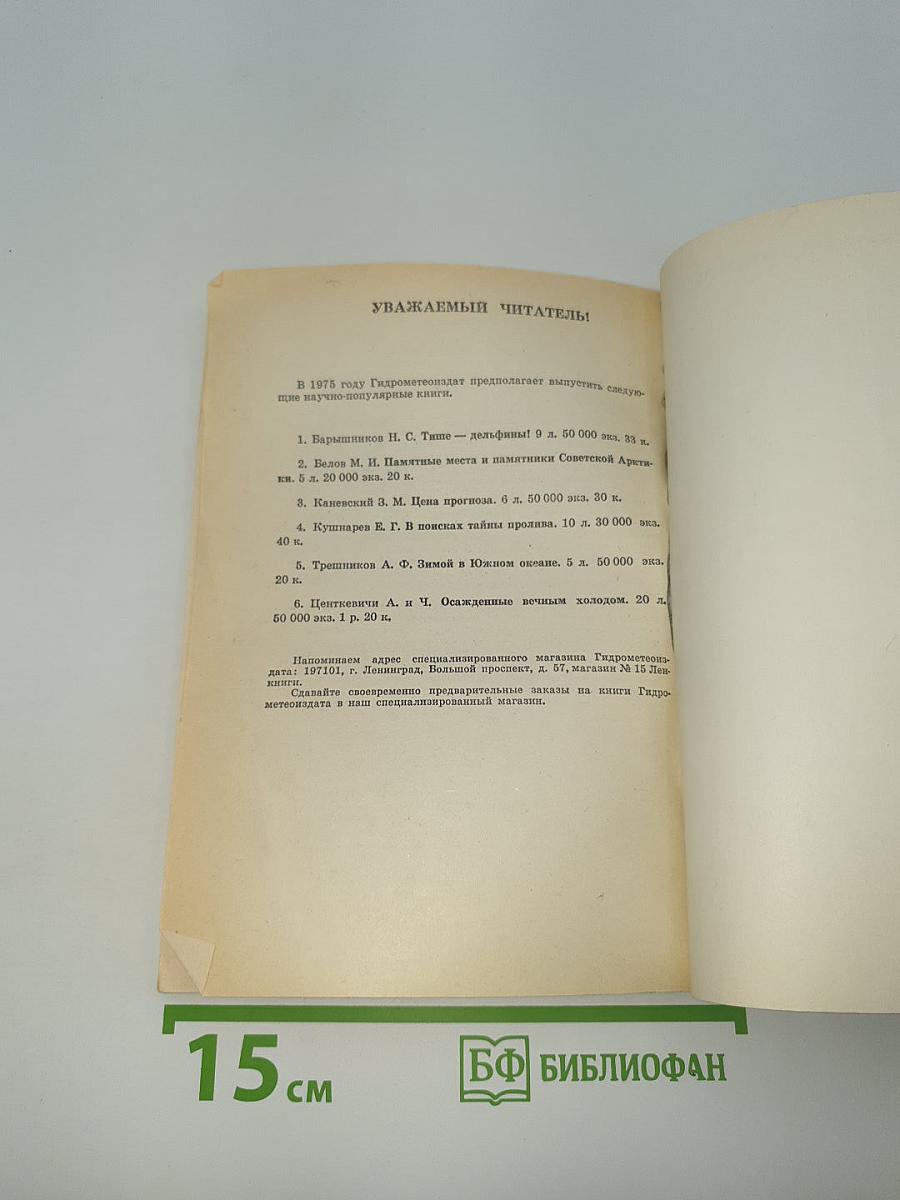 УВАЖАЕМЫЙ ЧИТАТЕЛЬ!
В 1975 году Гидрометеоиздат предполагает выпустить следую-
щие научно-популярные книги.
1. Барышников Н. С. Тише — дельфины! 9 л. 50 000 экз. 33 к.
2. Белов М. И. Памятные места и памятники Советской Аркти-
ки. 5 л. 20 000 экз. 20 к.
3. Каневский З. М. Цена прогноза. 6 л. 50 000 экз. 30 к.
4. Кушнарев Е. Г. В поисках тайны пролива. 10 л. 30 000 экз.
40 к.
5. Трешников А. Ф. Зимой в Южном океане. 5 л. 50 000 экз.
20 к.
6. Центкевичи А. и Ч. Осажденные вечным холодом. 20 л.
50 000 экз. 1 р. 20 к.
Напоминаем адрес специализированного магазина Гидрометеоиз-
дата: 197101, г. Ленинград, Большой проспект, д. 57, магазин № 15 Лен-
книги.
Сдавайте своевременно предварительные заказы на книги Гидро-
метеоиздата в наш специализированный магазин.
15 см
БФ БИБЛИОФАН